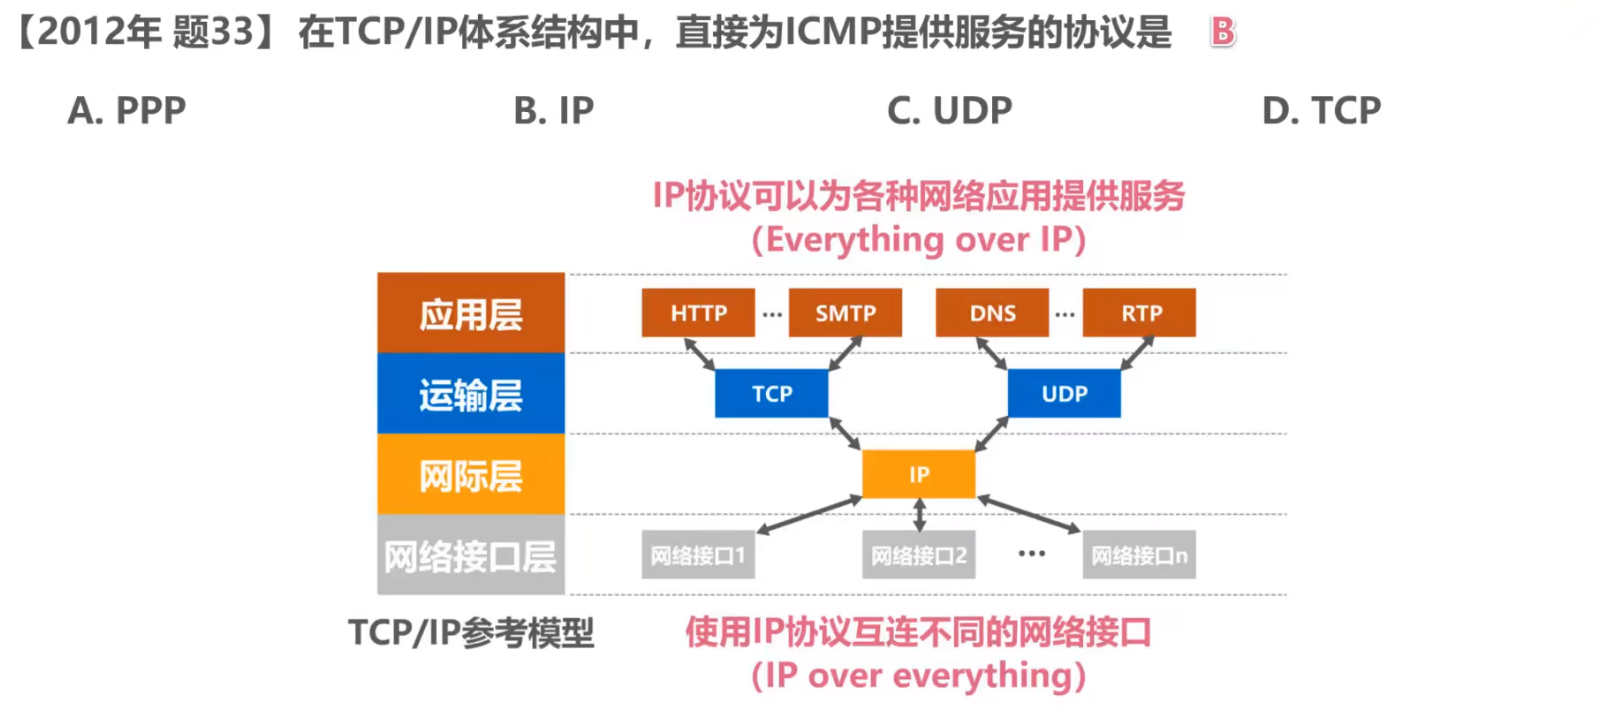 【2012年 题33】在TCP/IP体系结构中，直接为ICMP提供服务的协议是 B
A. PPP B. IP C. UDP D. TCP
IP协议可以为各种网络应用提供服务
（Everything over IP）
应用层 HTTP ... SMTP DNS ... RTP
运输层 TCP UDP
网际层 IP
网络接口层 网络接口1 网络接口2 ... 网络接口n
TCP/IP参考模型 使用IP协议互连不同的网络接口
（IP over everything）